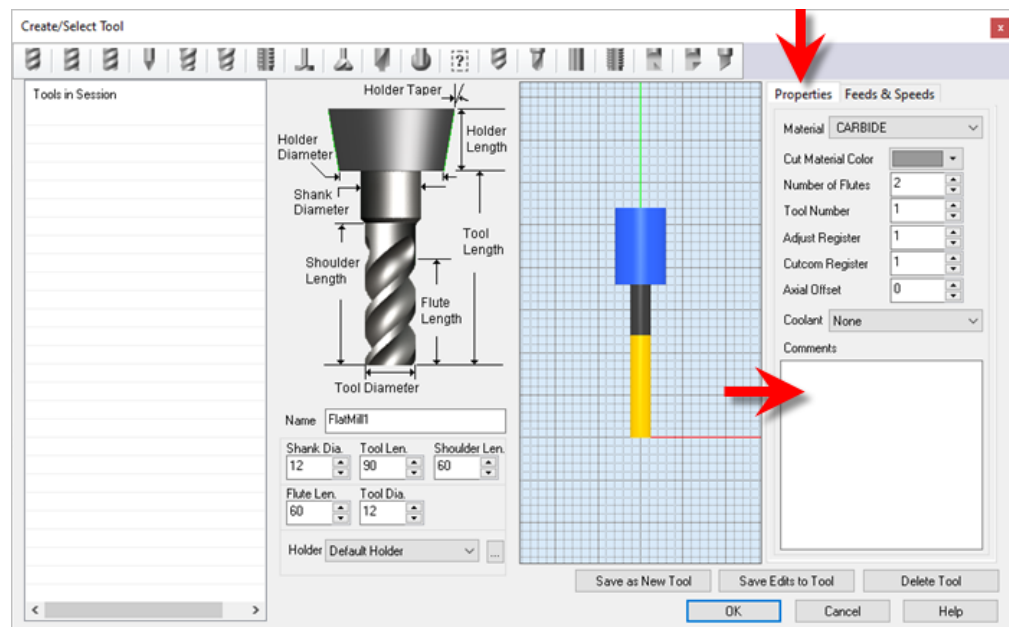 Create/Select Tool
x
?
Tools in Session
Holder Taper
Holder
Length
Holder
Diameter
Shank
Diameter
Tool
Length
Shoulder
Length
Flute
Length
Tool Diameter
Name FlatMill1
Shank Dia. Tool Len. Shoulder Len.
12 90 60
Flute Len. Tool Dia.
60 12
Holder Default Holder ...
Properties Feeds & Speeds
Material CARBIDE
Cut Material Color
Number of Flutes 2
Tool Number 1
Adjust Register 1
Cutcom Register 1
Axial Offset 0
Coolant None
Comments
Save as New Tool Save Edits to Tool Delete Tool
OK Cancel Help